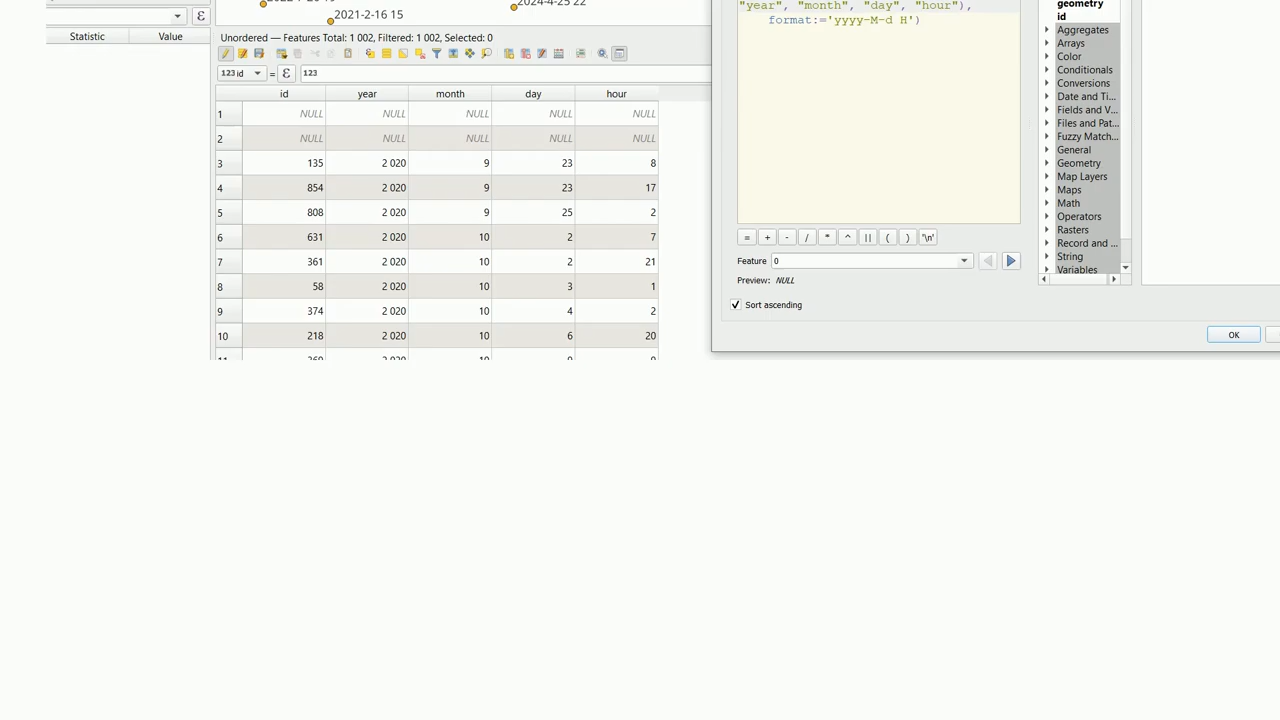 2021-2-16 15
2024-4-25 22
Statistic Value
Unordered — Features Total: 1 002, Filtered: 1 002, Selected: 0
123 id = ε 123
id year month day hour
1 NULL NULL NULL NULL NULL
2 NULL NULL NULL NULL NULL
3 135 2 020 9 23 8
4 854 2 020 9 23 17
5 808 2 020 9 25 2
6 631 2 020 10 2 7
7 361 2 020 10 2 21
8 58 2 020 10 3 1
9 374 2 020 10 4 2
10 218 2 020 10 6 20
"year", "month", "day", "hour"),
format:='yyyy-M-d H')
= + - / * ^ || ( ) '\n'
Feature 0
Preview: NULL
Sort ascending
geometry
id
Aggregates
Arrays
Color
Conditionals
Conversions
Date and Ti...
Fields and V...
Files and Pat...
Fuzzy Match...
General
Geometry
Map Layers
Maps
Math
Operators
Rasters
Record and ...
String
Variables
OK